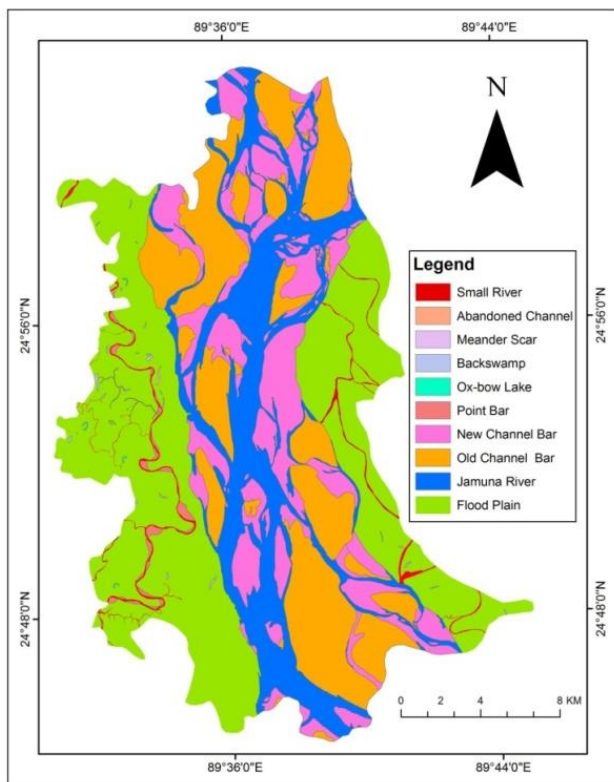 89°36'0"E 89°44'0"E
N
Legend
Small River
Abandoned Channel
Meander Scar
Backswamp
Ox-bow Lake
Point Bar
New Channel Bar
Old Channel Bar
Jamuna River
Flood Plain
24°56'0"N 24°56'0"N
24°48'0"N 24°48'0"N
0 2 4 8 KM
89°36'0"E 89°44'0"E